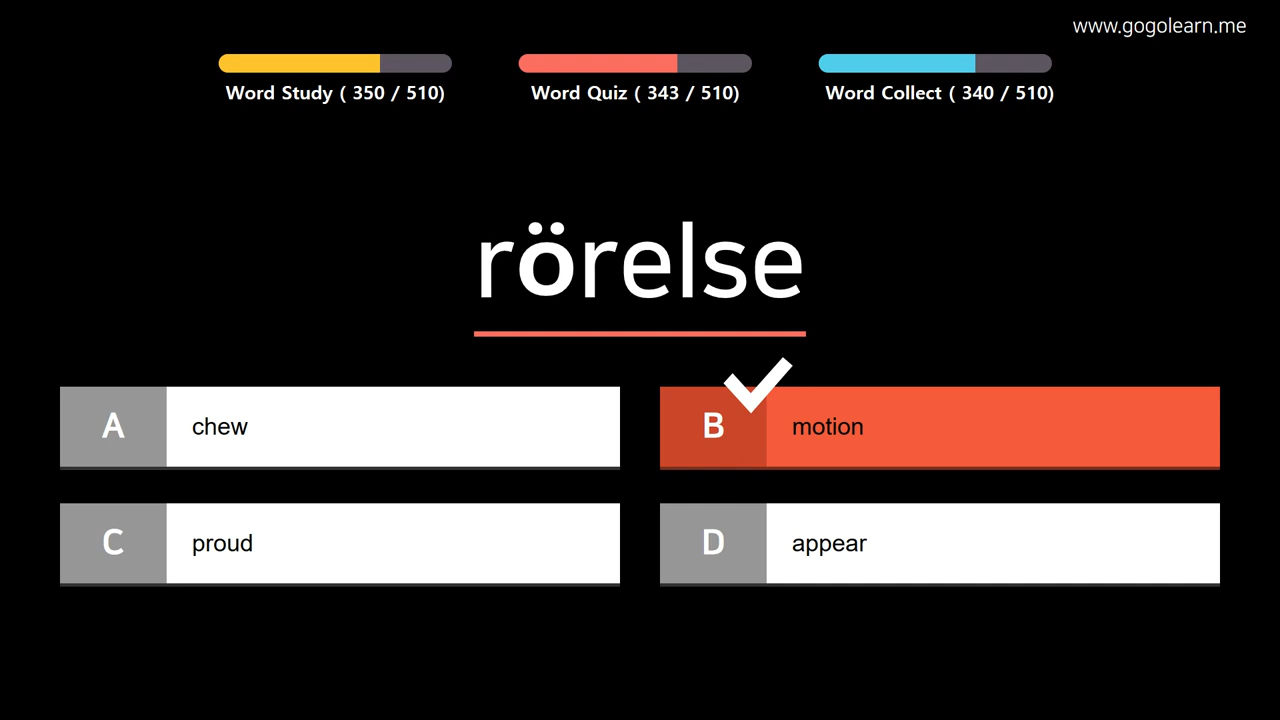 www.gogolearn.me
Word Study ( 350 / 510)
Word Quiz ( 343 / 510)
Word Collect ( 340 / 510)
rörelse
A chew
B motion
C proud
D appear